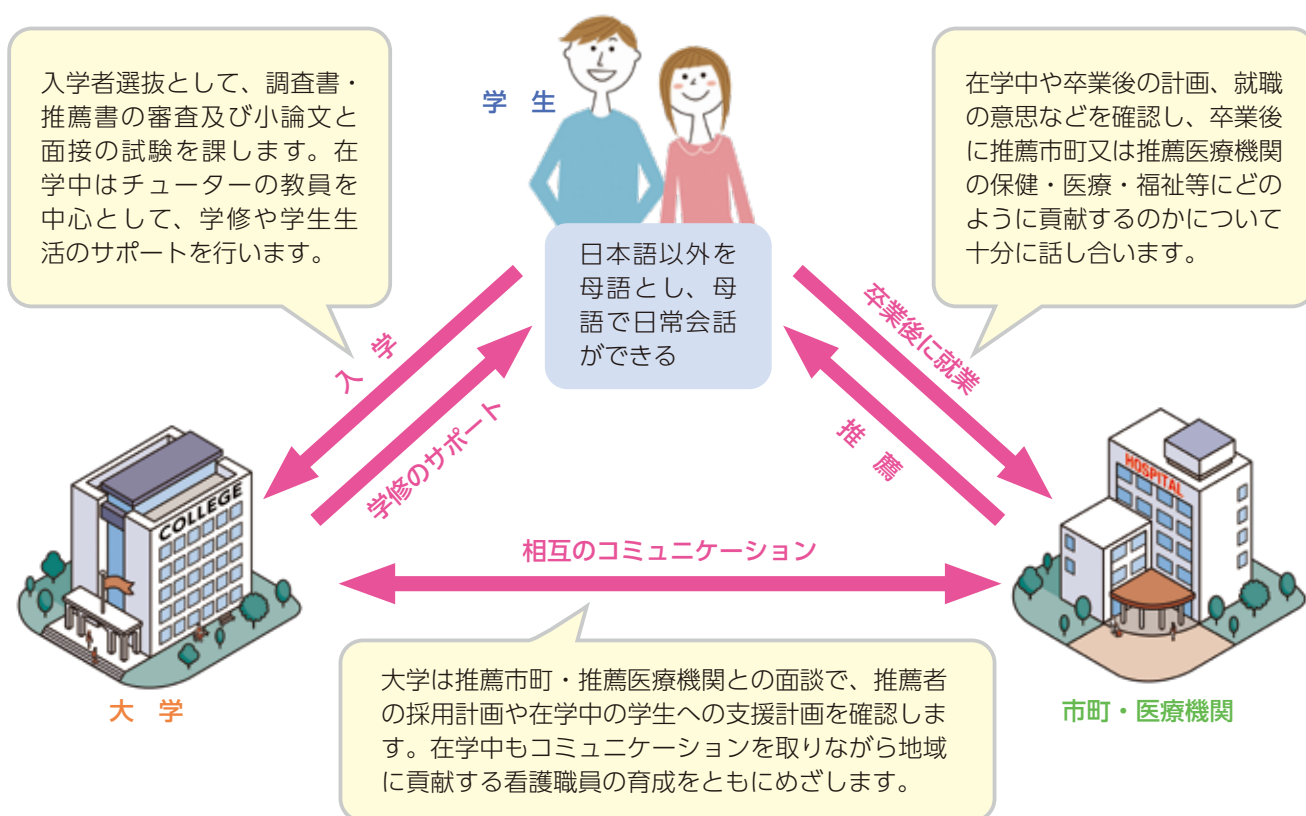 入学者選抜として、調査書・
推薦書の審査及び小論文と
面接の試験を課します。在
学中はチューターの教員を
中心として、学修や学生生
活のサポートを行います。
学 生
日本語以外を
母語とし、母
語で日常会話
ができる
在学中や卒業後の計画、就職
の意思などを確認し、卒業後
に推薦市町又は推薦医療機関
の保健・医療・福祉等にどの
ように貢献するのかについて
十分に話し合います。
入 学
学修のサポート
卒業後に就業
推 薦
COLLEGE
HOSPITAL
相互のコミュニケーション
大 学
市町・医療機関
大学は推薦市町・推薦医療機関との面談で、推薦者
の採用計画や在学中の学生への支援計画を確認しま
す。在学中もコミュニケーションを取りながら地域
に貢献する看護職員の育成をともにめざします。